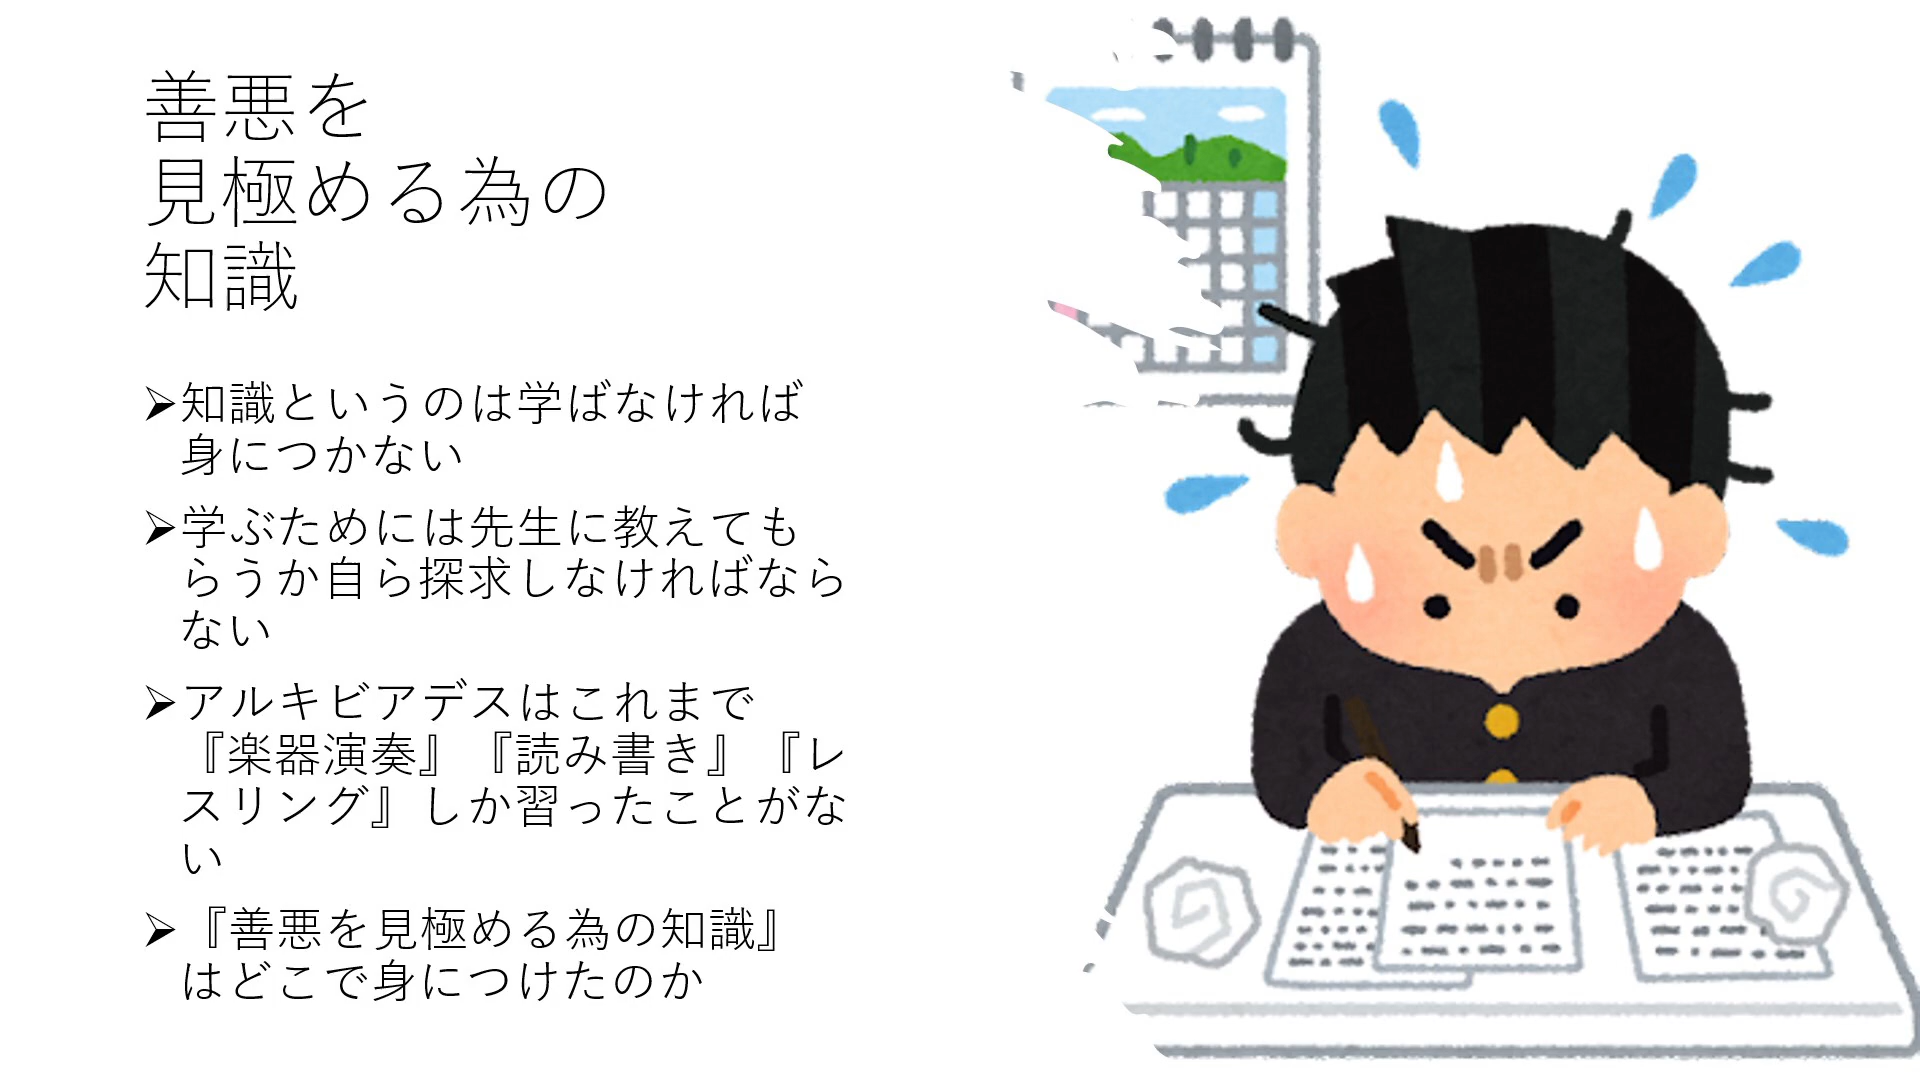 善悪を
見極める為の
知識
➢知識というのは学ばなければ
身につかない
➢学ぶためには先生に教えても
らうか自ら探求しなければなら
ない
➢アルキビアデスはこれまで
『楽器演奏』『読み書き』『レ
スリング』しか習ったことがな
い
➢『善悪を見極める為の知識』
はどこで身につけたのか